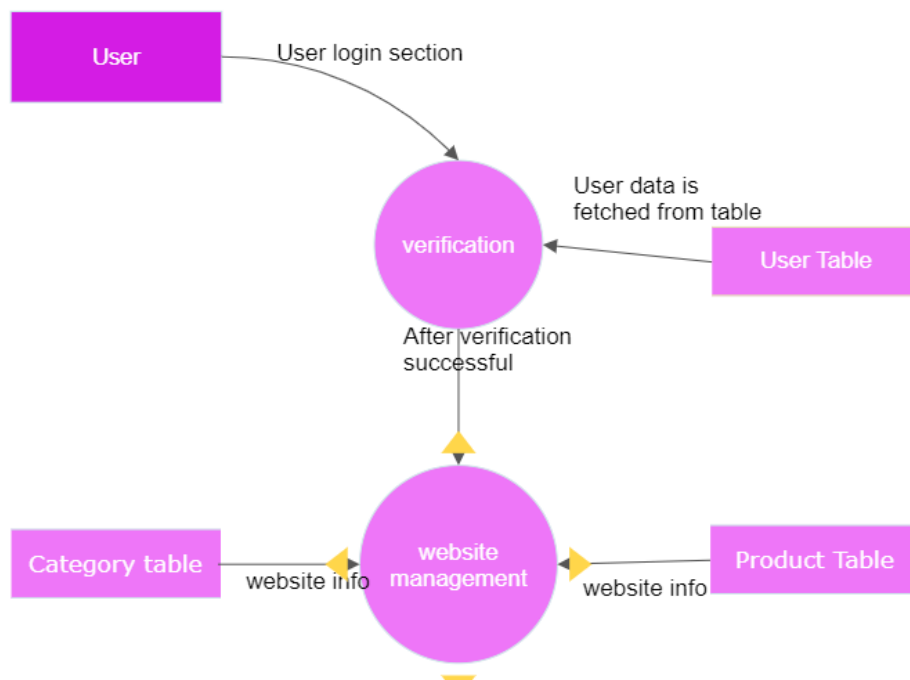 User
User login section
verification
User data is
fetched from table
User Table
After verification
successful
Category table
website info
website
management
website info
Product Table